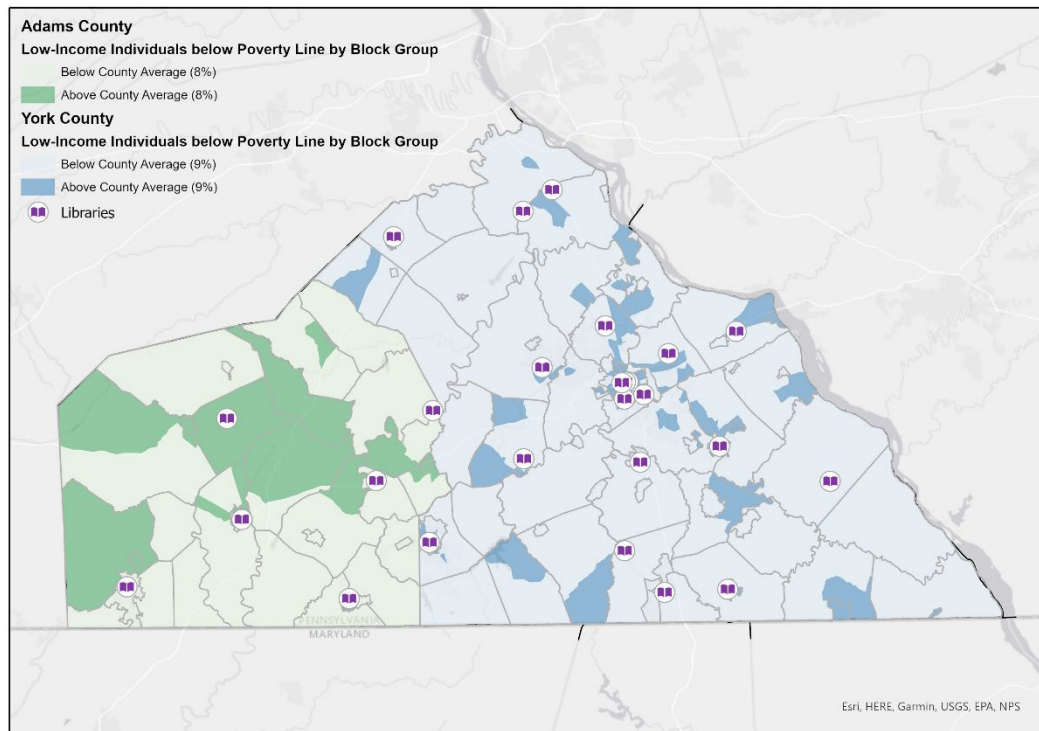 Adams County
Low-Income Individuals below Poverty Line by Block Group
Below County Average (8%)
Above County Average (8%)
York County
Low-Income Individuals below Poverty Line by Block Group
Below County Average (9%)
Above County Average (9%)
Libraries
PENNSYLVANIA
MARYLAND
Esri, HERE, Garmin, USGS, EPA, NPS